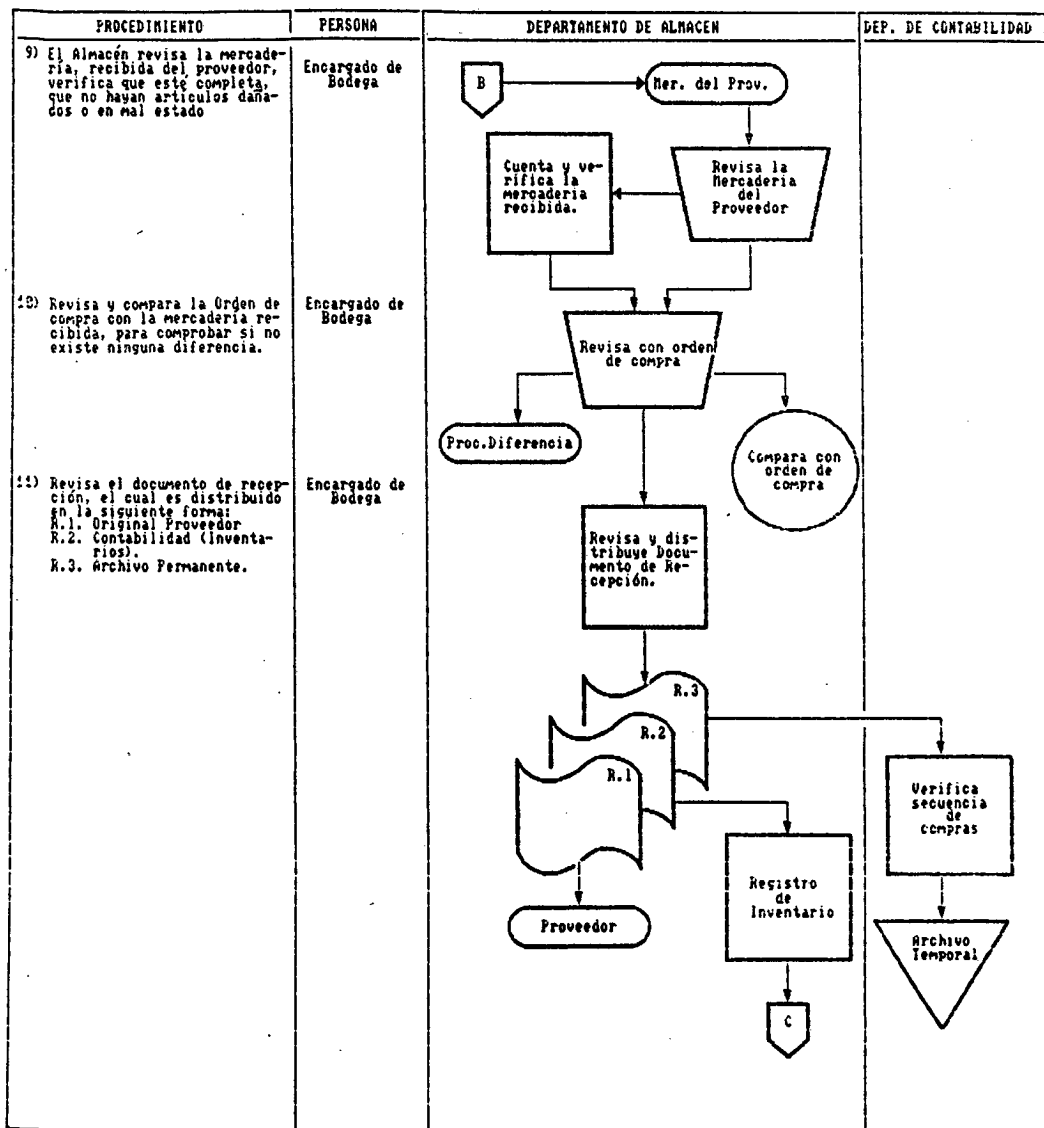 PROCEDIMIENTO
PERSONA
DEPARTAMENTO DE ALMACEN
DEP. DE CONTABILIDAD
9) El Almacén revisa la mercade-
ría, recibida del proveedor,
verifica que esté completa,
que no hayan artículos daña-
dos o en mal estado
Encargado de
Bodega
B
Mer. del Prov.
Cuenta y ve-
rifica la
mercadería
recibida.
Revisa la
Mercadería
del
Proveedor
10) Revisa y compara la Orden de
compra con la mercadería re-
cibida, para comprobar si no
existe ninguna diferencia.
Encargado de
Bodega
Revisa con orden
de compra
Proc.Diferencia
Compara con
orden de
compra
11) Revisa el documento de recep-
ción, el cual es distribuido
en la siguiente forma:
R.1. Original Proveedor
R.2. Contabilidad (Inventa-
rios).
R.3. Archivo Permanente.
Encargado de
Bodega
Revisa y dis-
tribuye Docu-
mento de Re-
cepción.
R.3
R.2
R.1
Verifica
secuencia
de
compras
Registro
de
Inventario
Proveedor
Archivo
Temporal
C